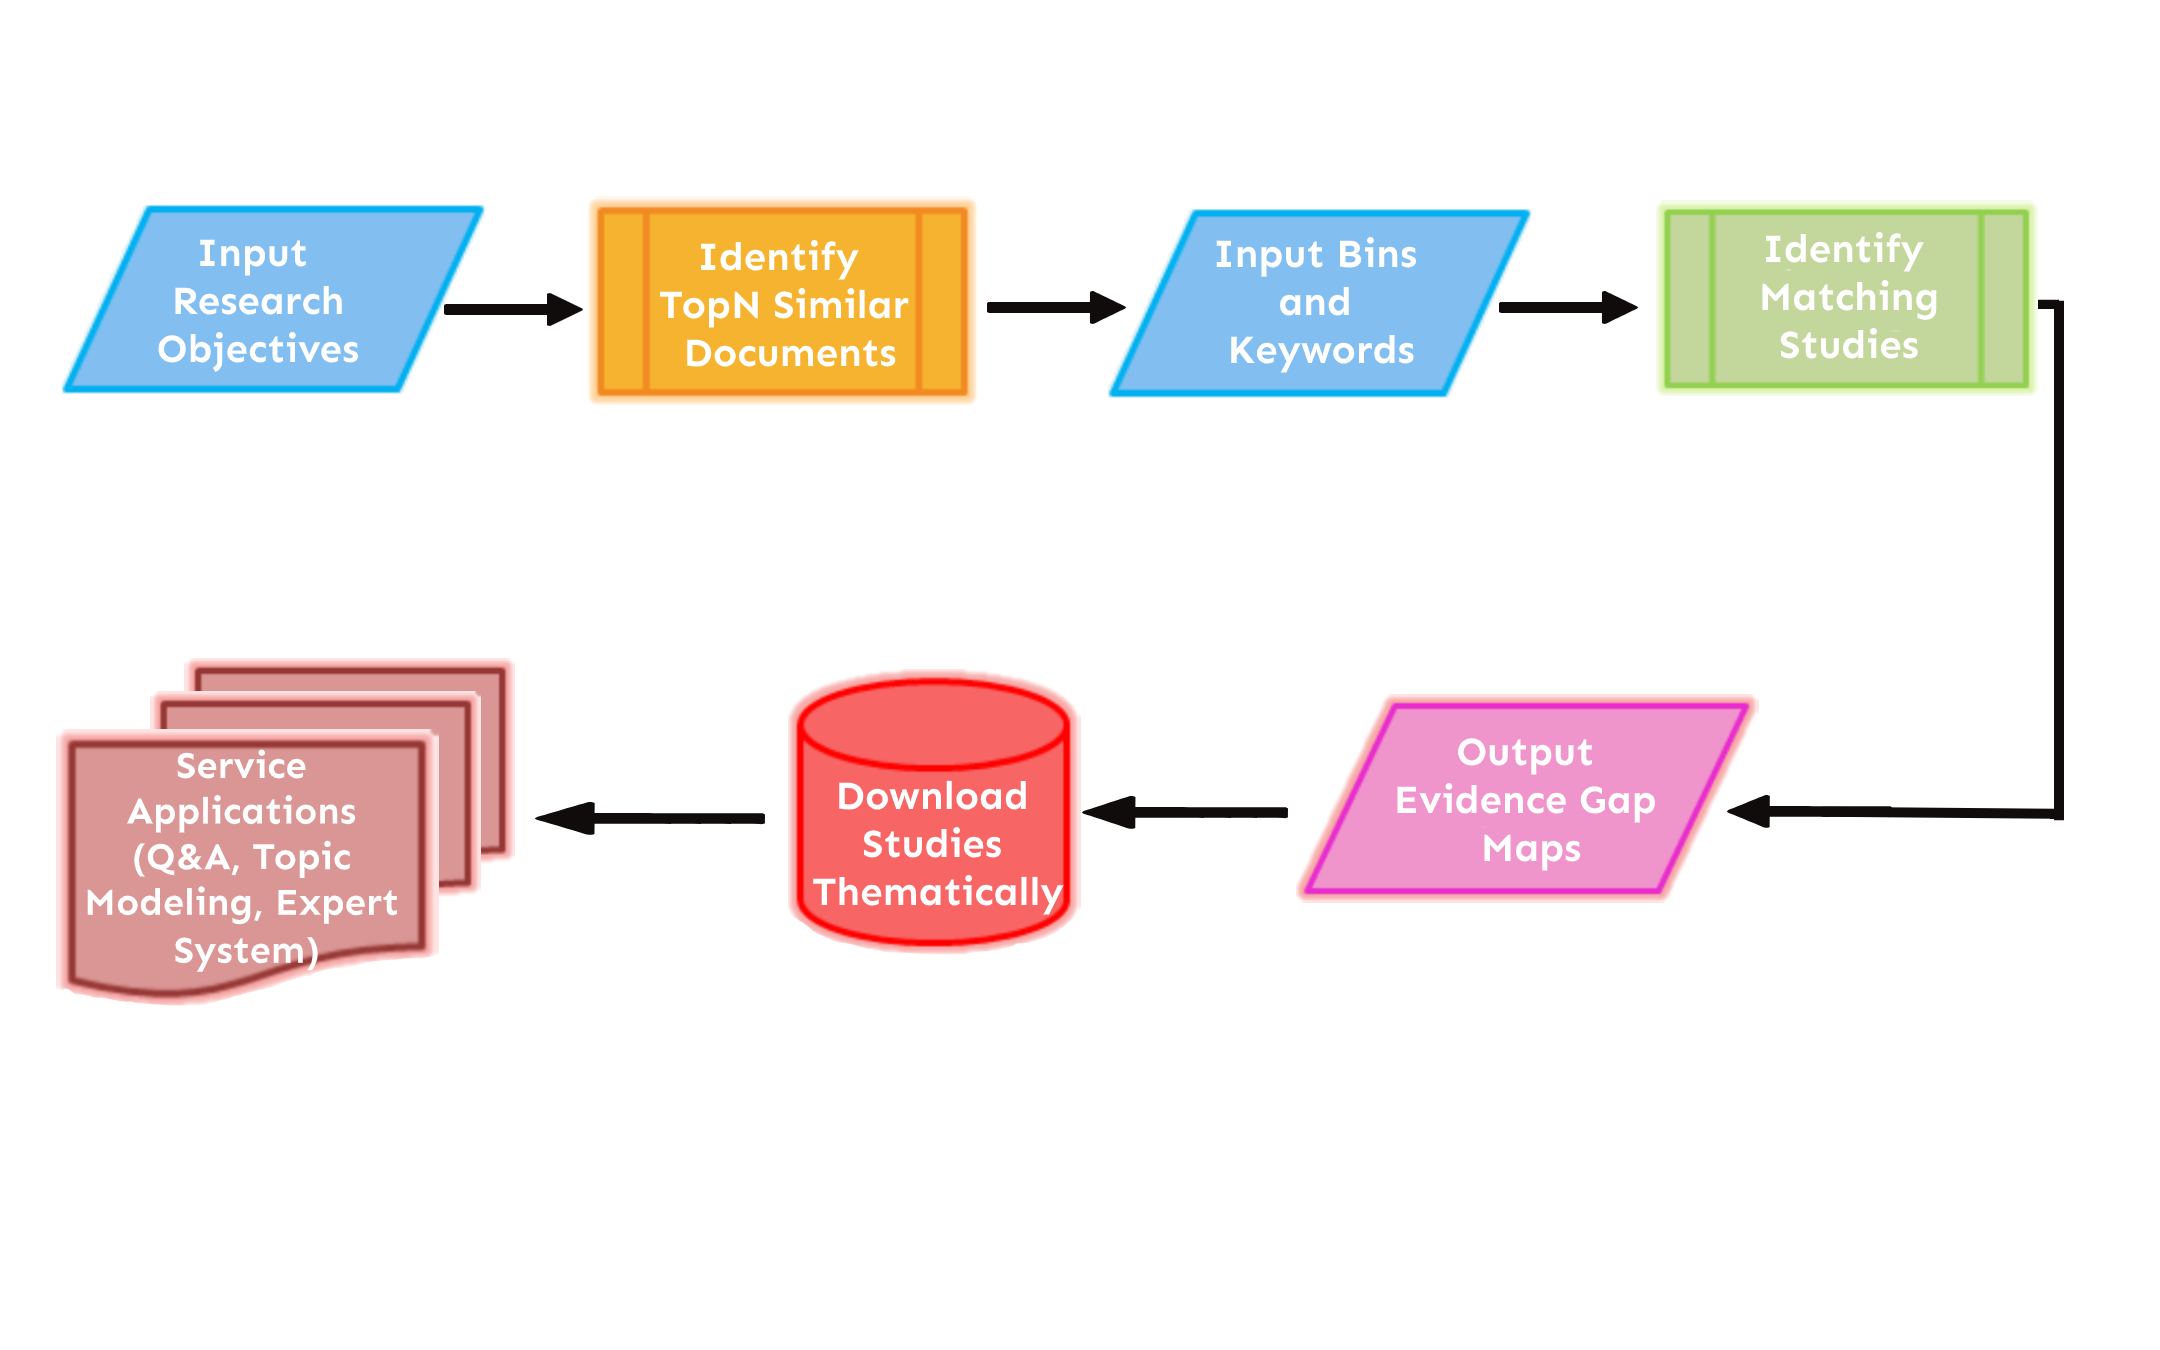 Input
Research
Objectives
Identify
TopN Similar
Documents
Input Bins
and
Keywords
Identify
Matching
Studies
Output
Evidence Gap
Maps
Download
Studies
Thematically
Service
Applications
(Q&A, Topic
Modeling, Expert
System)